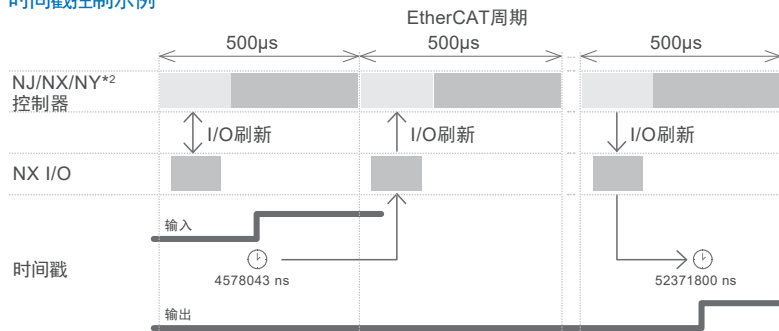 时间戳控制示例
EtherCAT周期
500μs
500μs
500μs
NJ/NX/NY*2
控制器
I/O刷新
I/O刷新
I/O刷新
NX I/O
输入
时间戳
4578043 ns
52371800 ns
输出